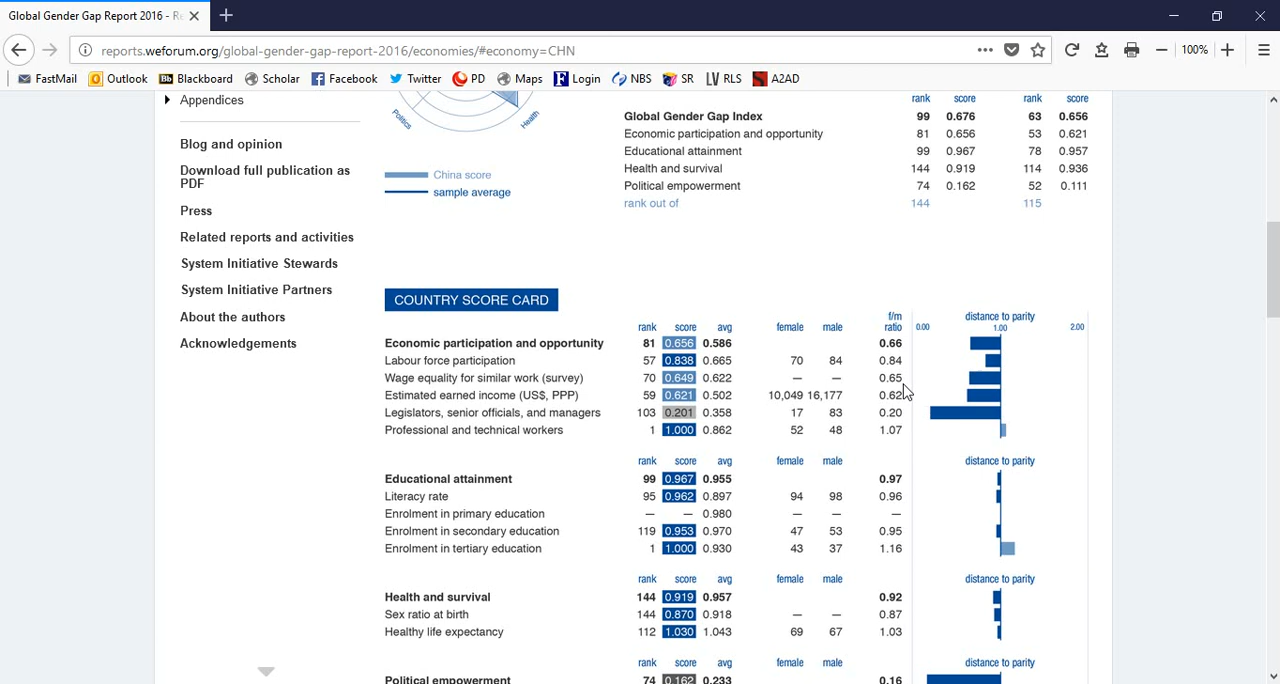 Global Gender Gap Report 2016 - Re
reports.weforum.org/global-gender-gap-report-2016/economies/#economy=CHN
100%
FastMail Outlook Blackboard Scholar Facebook Twitter PD Maps Login NBS SR RLS A2AD
Appendices
Blog and opinion
Download full publication as
PDF
Press
Related reports and activities
System Initiative Stewards
System Initiative Partners
About the authors
Acknowledgements
Politics
Health
China score
sample average
rank score rank score
Global Gender Gap Index 99 0.676 63 0.656
Economic participation and opportunity 81 0.656 53 0.621
Educational attainment 99 0.967 78 0.957
Health and survival 144 0.919 114 0.936
Political empowerment 74 0.162 52 0.111
rank out of 144 115
COUNTRY SCORE CARD
f/m distance to parity
rank score avg female male ratio 0.00 1.00 2.00
Economic participation and opportunity 81 0.656 0.586 0.66
Labour force participation 57 0.838 0.665 70 84 0.84
Wage equality for similar work (survey) 70 0.649 0.622 — — 0.65
Estimated earned income (US$, PPP) 59 0.621 0.502 10,049 16,177 0.62
Legislators, senior officials, and managers 103 0.201 0.358 17 83 0.20
Professional and technical workers 1 1.000 0.862 52 48 1.07
rank score avg female male distance to parity
Educational attainment 99 0.967 0.955 0.97
Literacy rate 95 0.962 0.897 94 98 0.96
Enrolment in primary education — — 0.980 — — —
Enrolment in secondary education 119 0.953 0.970 47 53 0.95
Enrolment in tertiary education 1 1.000 0.930 43 37 1.16
rank score avg female male distance to parity
Health and survival 144 0.919 0.957 0.92
Sex ratio at birth 144 0.870 0.918 — — 0.87
Healthy life expectancy 112 1.030 1.043 69 67 1.03
rank score avg female male distance to parity
Political empowerment 74 0.162 0.233 0.16